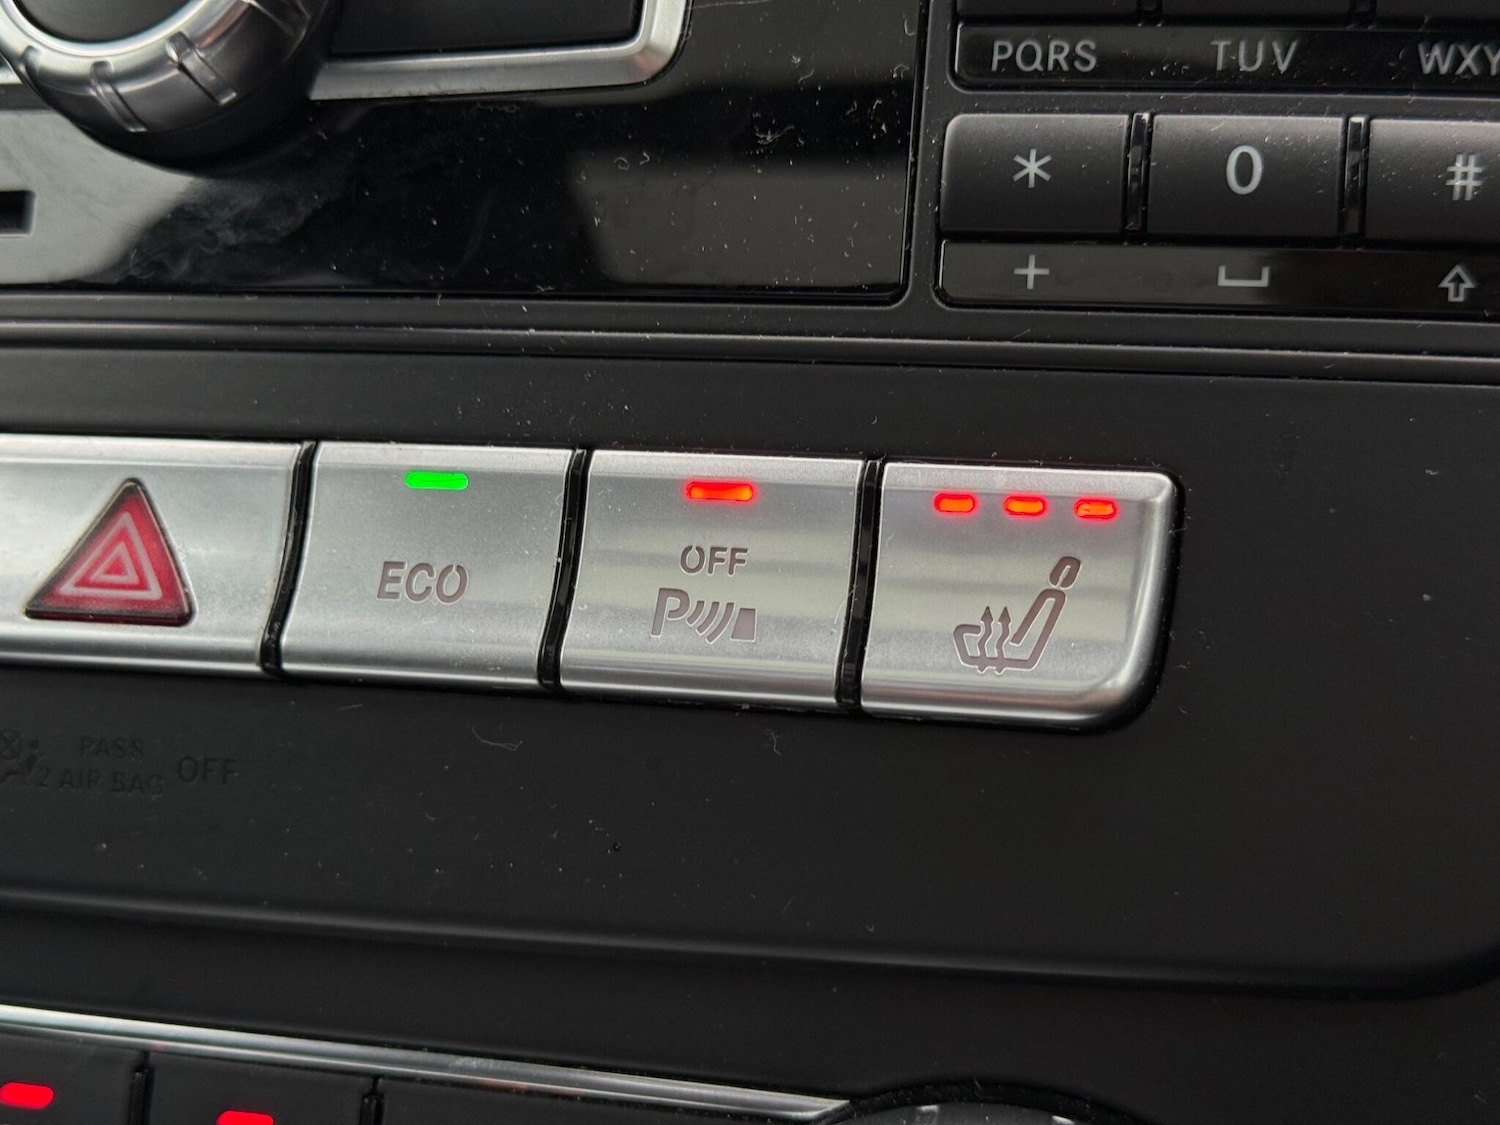 PQRS TUV WXY
* 0 #
+
ECO
OFF
P
PASS
AIR BAG OFF